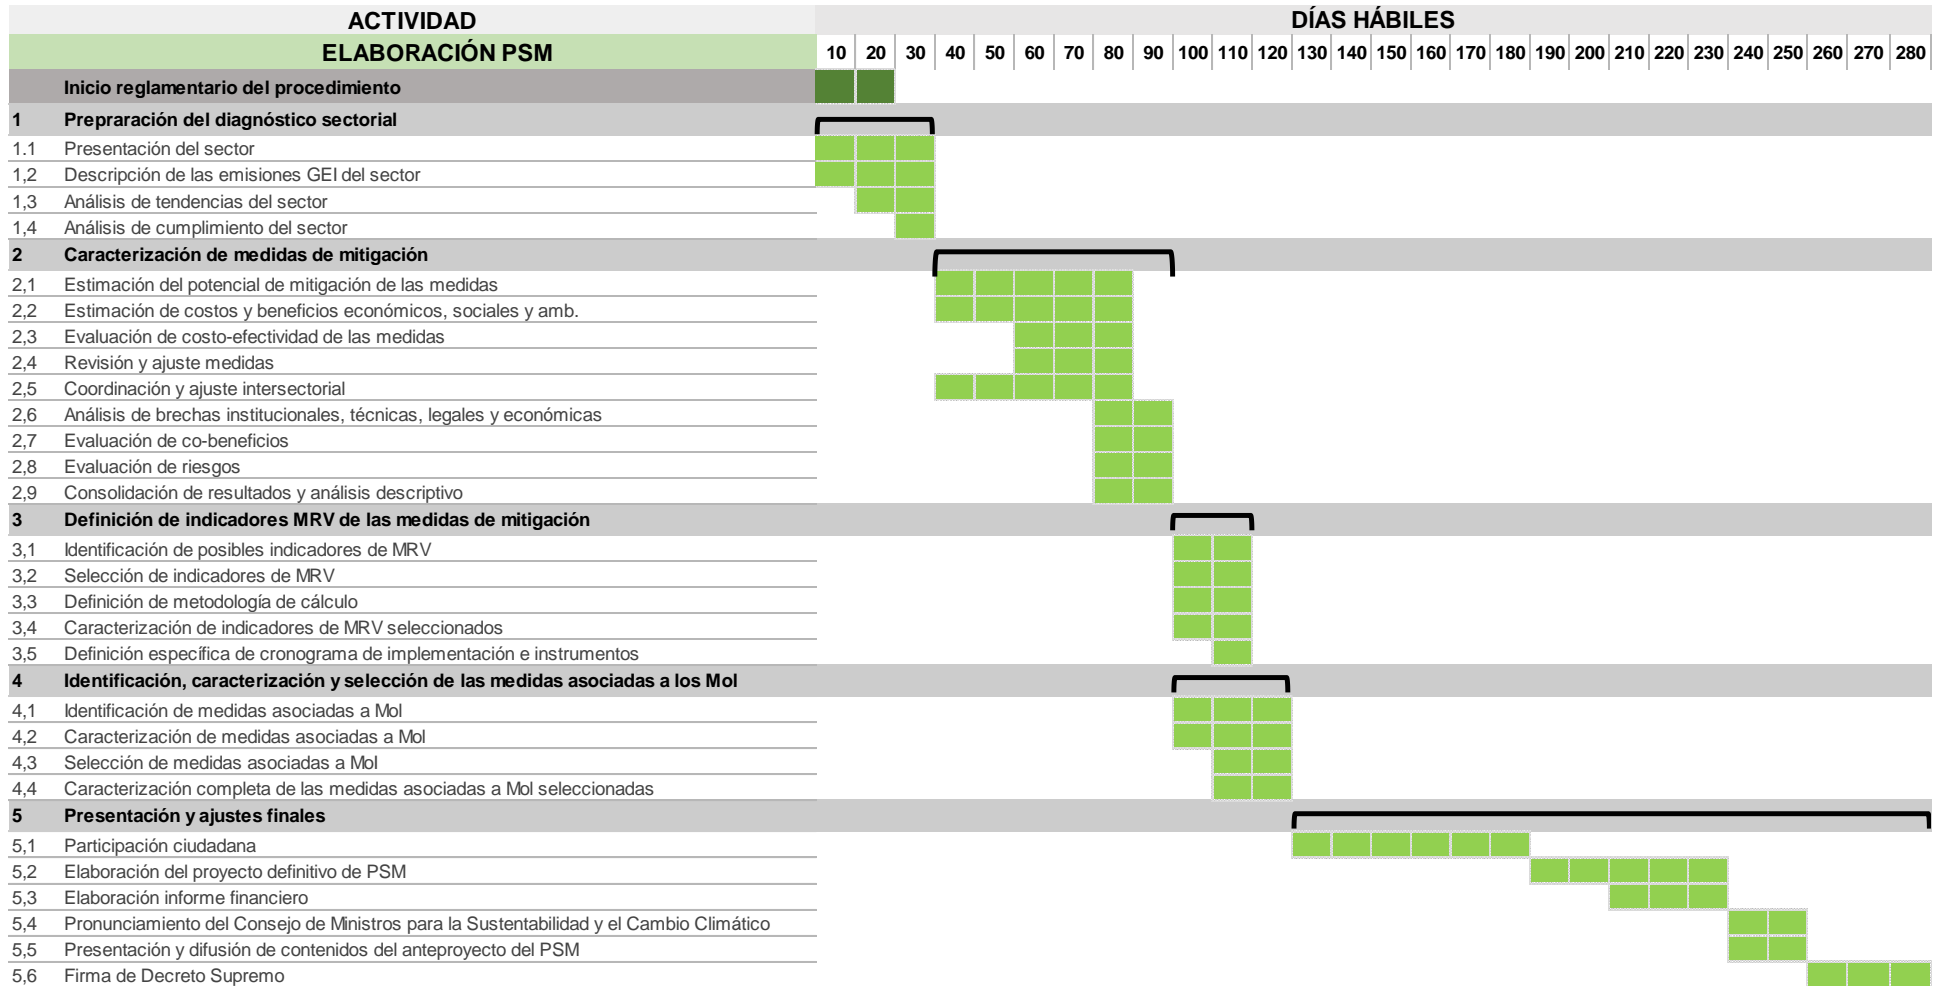 ACTIVIDAD DÍAS HÁBILES
ELABORACIÓN PSM 10 20 30 40 50 60 70 80 90 100 110 120 130 140 150 160 170 180 190 200 210 220 230 240 250 260 270 280
Inicio reglamentario del procedimiento
1 Prepraración del diagnóstico sectorial
1.1 Presentación del sector
1,2 Descripción de las emisiones GEI del sector
1,3 Análisis de tendencias del sector
1,4 Análisis de cumplimiento del sector
2 Caracterización de medidas de mitigación
2,1 Estimación del potencial de mitigación de las medidas
2,2 Estimación de costos y beneficios económicos, sociales y amb.
2,3 Evaluación de costo-efectividad de las medidas
2,4 Revisión y ajuste medidas
2,5 Coordinación y ajuste intersectorial
2,6 Análisis de brechas institucionales, técnicas, legales y económicas
2,7 Evaluación de co-beneficios
2,8 Evaluación de riesgos
2,9 Consolidación de resultados y análisis descriptivo
3 Definición de indicadores MRV de las medidas de mitigación
3,1 Identificación de posibles indicadores de MRV
3,2 Selección de indicadores de MRV
3,3 Definición de metodología de cálculo
3,4 Caracterización de indicadores de MRV seleccionados
3,5 Definición específica de cronograma de implementación e instrumentos
4 Identificación, caracterización y selección de las medidas asociadas a los MoI
4,1 Identificación de medidas asociadas a MoI
4,2 Caracterización de medidas asociadas a MoI
4,3 Selección de medidas asociadas a MoI
4,4 Caracterización completa de las medidas asociadas a MoI seleccionadas
5 Presentación y ajustes finales
5,1 Participación ciudadana
5,2 Elaboración del proyecto definitivo de PSM
5,3 Elaboración informe financiero
5,4 Pronunciamiento del Consejo de Ministros para la Sustentabilidad y el Cambio Climático
5,5 Presentación y difusión de contenidos del anteproyecto del PSM
5,6 Firma de Decreto Supremo